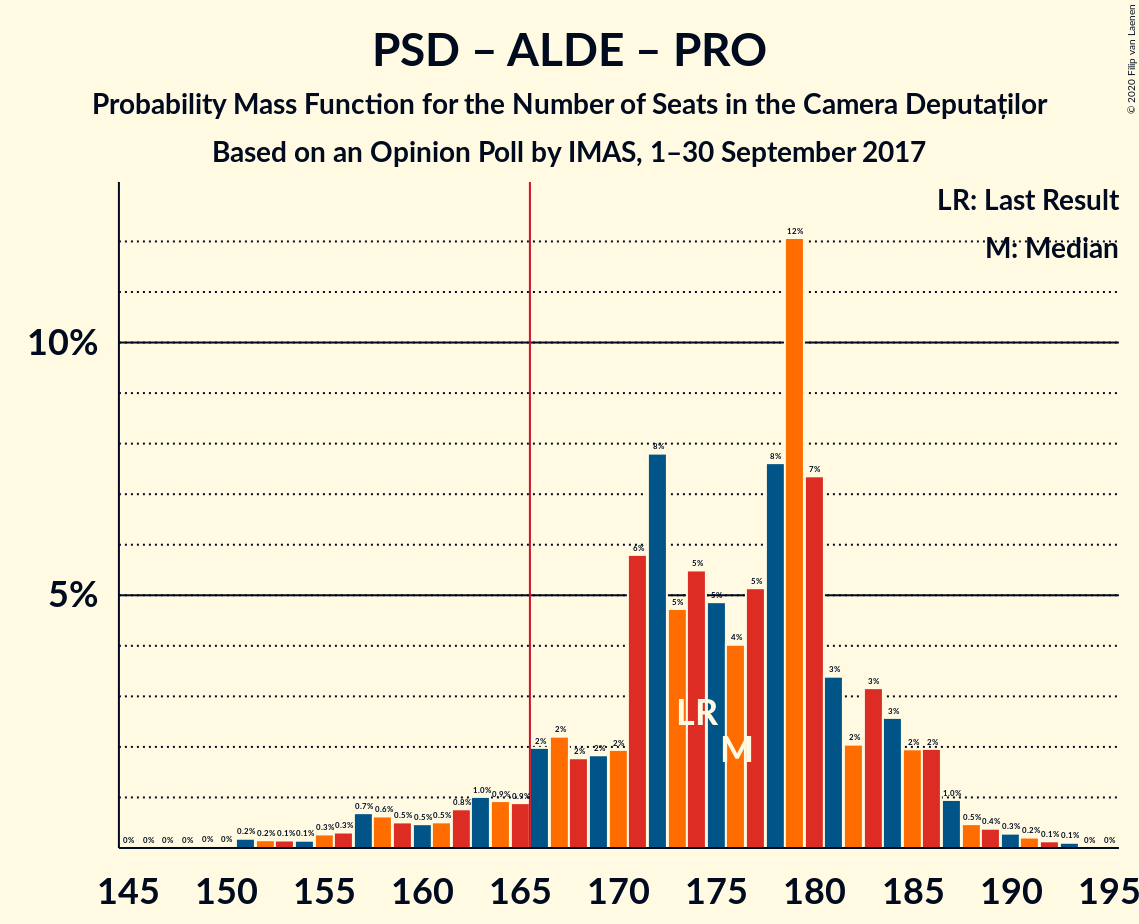 PSD – ALDE – PRO
Probability Mass Function for the Number of Seats in the Camera Deputaților
Based on an Opinion Poll by IMAS, 1–30 September 2017
© 2020 Filip van Laenen
LR: Last Result
M: Median
10%
5%
0% 0% 0% 0% 0% 0% 0.2% 0.2% 0.1% 0.1% 0.3% 0.3% 0.7% 0.6% 0.5% 0.5% 0.5% 0.8% 1.0% 0.9% 0.9% 2% 2% 2% 2% 2% 6% 8% 5% 5% 5% 4% 5% 8% 12% 7% 3% 2% 3% 3% 2% 2% 1.0% 0.5% 0.4% 0.3% 0.2% 0.1% 0.1% 0% 0%
LR
M
145 150 155 160 165 170 175 180 185 190 195